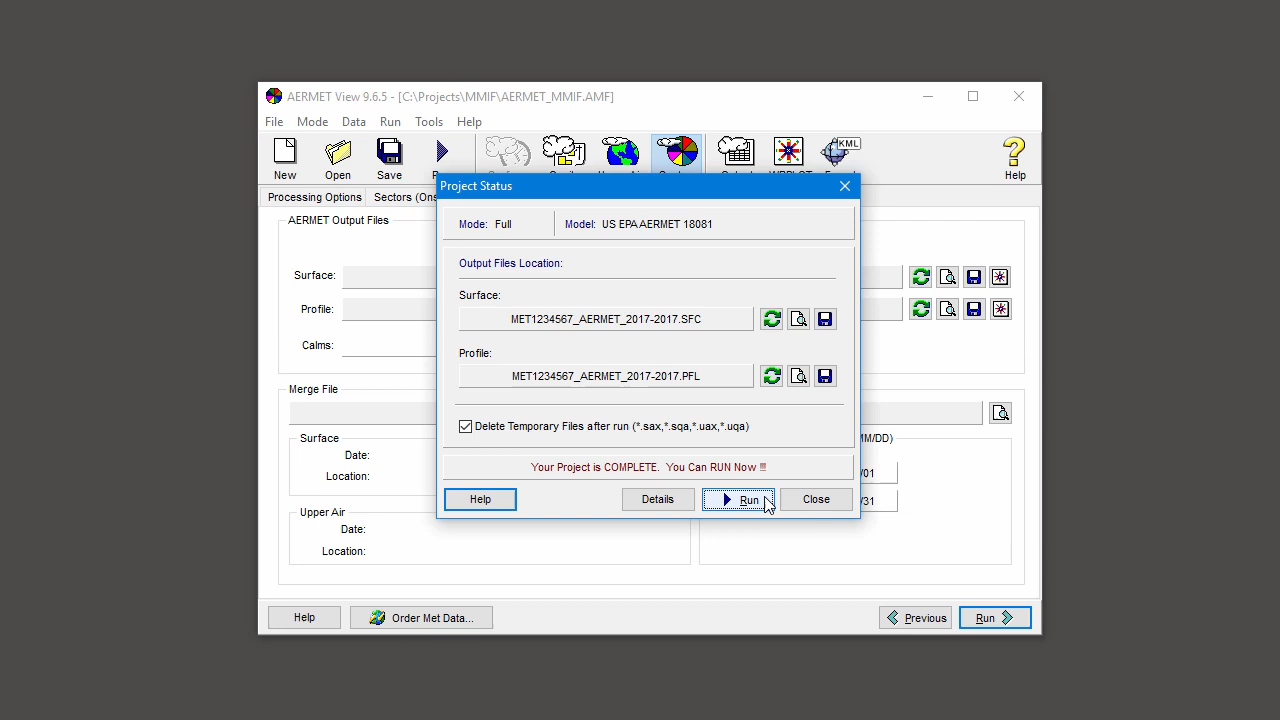 AERMET View 9.6.5 - [C:\Projects\MMIF\AERMET_MMIF.AMF]
File Mode Data Run Tools Help
New Open Save KML Help
Project Status
Processing Options Sectors (Ons
Mode: Full Model: US EPA AERMET 18081
AERMET Output Files
Output Files Location:
Surface:
Surface:
MET1234567_AERMET_2017-2017.SFC
Profile:
Calms:
Profile:
MET1234567_AERMET_2017-2017.PFL
Merge File
Delete Temporary Files after run (*.sax,*.sqa,*.uax,*.uqa)
Surface MM/DD)
Date:
Your Project is COMPLETE. You Can RUN Now !!!
Location: /01
Help Details Run Close
/31
Upper Air
Date:
Location:
Help Order Met Data... Previous Run